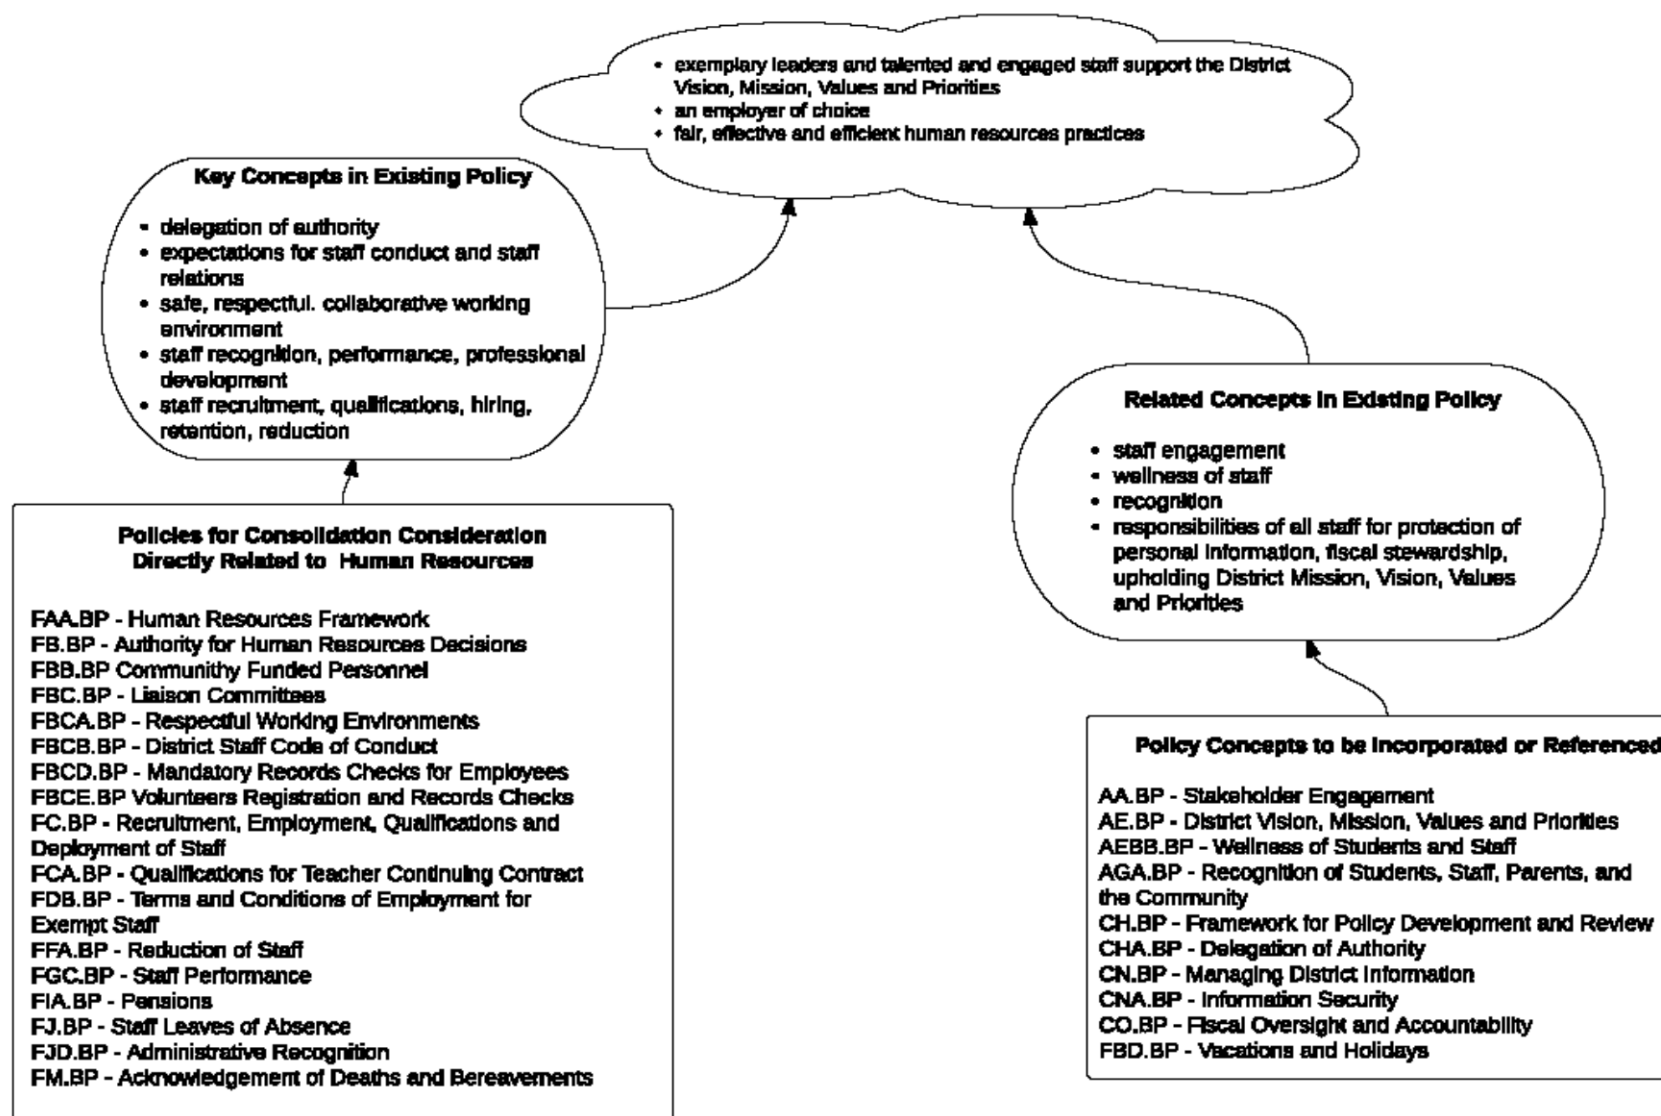 • exemplary leaders and talented and engaged staff support the District
Vision, Mission, Values and Priorities
• an employer of choice
• fair, effective and efficient human resources practices
Key Concepts in Existing Policy
• delegation of authority
• expectations for staff conduct and staff
relations
• safe, respectful. collaborative working
environment
• staff recognition, performance, professional
development
• staff recruitment, qualifications, hiring,
retention, reduction
Related Concepts in Existing Policy
• staff engagement
• wellness of staff
• recognition
• responsibilities of all staff for protection of
personal information, fiscal stewardship,
upholding District Mission, Vision, Values
and Priorities
Policies for Consolidation Consideration
Directly Related to Human Resources
FAA.BP - Human Resources Framework
FB.BP - Authority for Human Resources Decisions
FBB.BP Communithy Funded Personnel
FBC.BP - Liaison Committees
FBCA.BP - Respectful Working Environments
FBCB.BP - District Staff Code of Conduct
FBCD.BP - Mandatory Records Checks for Employees
FBCE.BP Volunteers Registration and Records Checks
FC.BP - Recruitment, Employment, Qualifications and
Deployment of Staff
FCA.BP - Qualifications for Teacher Continuing Contract
FDB.BP - Terms and Conditions of Employment for
Exempt Staff
FFA.BP - Reduction of Staff
FGC.BP - Staff Performance
FIA.BP - Pensions
FJ.BP - Staff Leaves of Absence
FJD.BP - Administrative Recognition
FM.BP - Acknowledgement of Deaths and Bereavements
Policy Concepts to be Incorporated or Referenced
AA.BP - Stakeholder Engagement
AE.BP - District Vision, Mission, Values and Priorities
AEBB.BP - Wellness of Students and Staff
AGA.BP - Recognition of Students, Staff, Parents, and
the Community
CH.BP - Framework for Policy Development and Review
CHA.BP - Delegation of Authority
CN.BP - Managing District Information
CNA.BP - Information Security
CO.BP - Fiscal Oversight and Accountability
FBD.BP - Vacations and Holidays